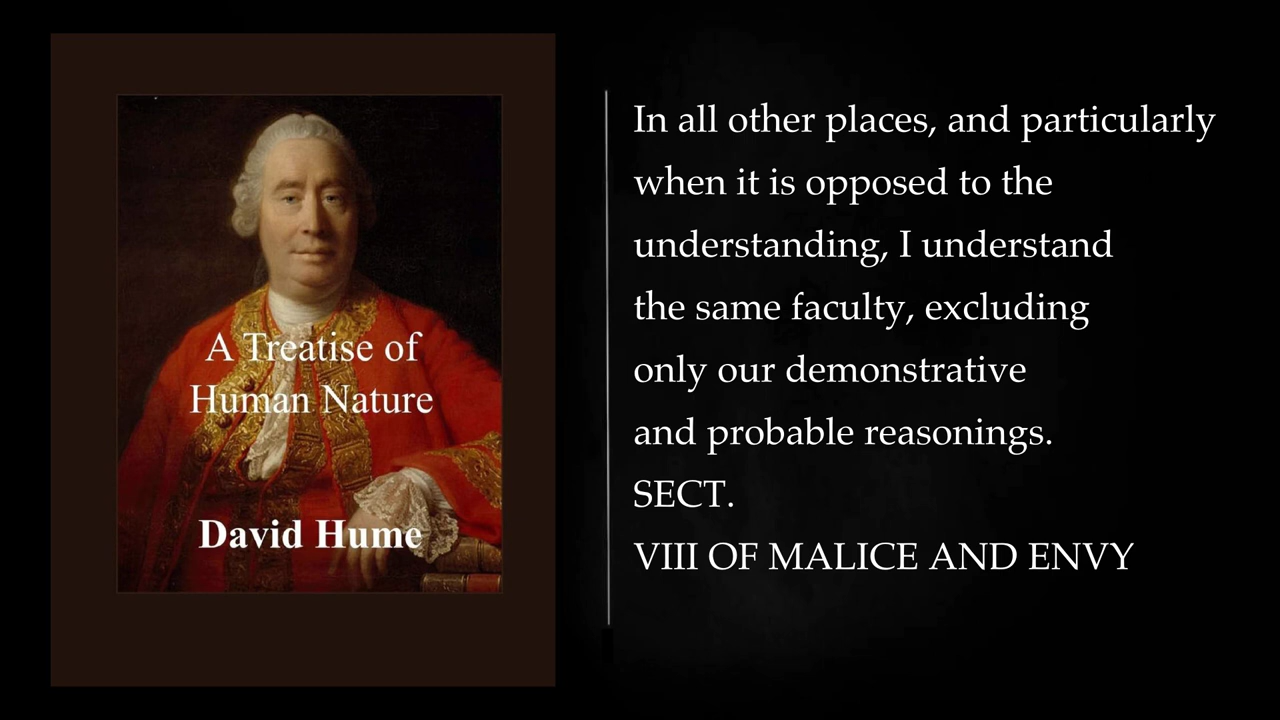 A Treatise of
Human Nature
David Hume
In all other places, and particularly
when it is opposed to the
understanding, I understand
the same faculty, excluding
only our demonstrative
and probable reasonings.
SECT.
VIII OF MALICE AND ENVY